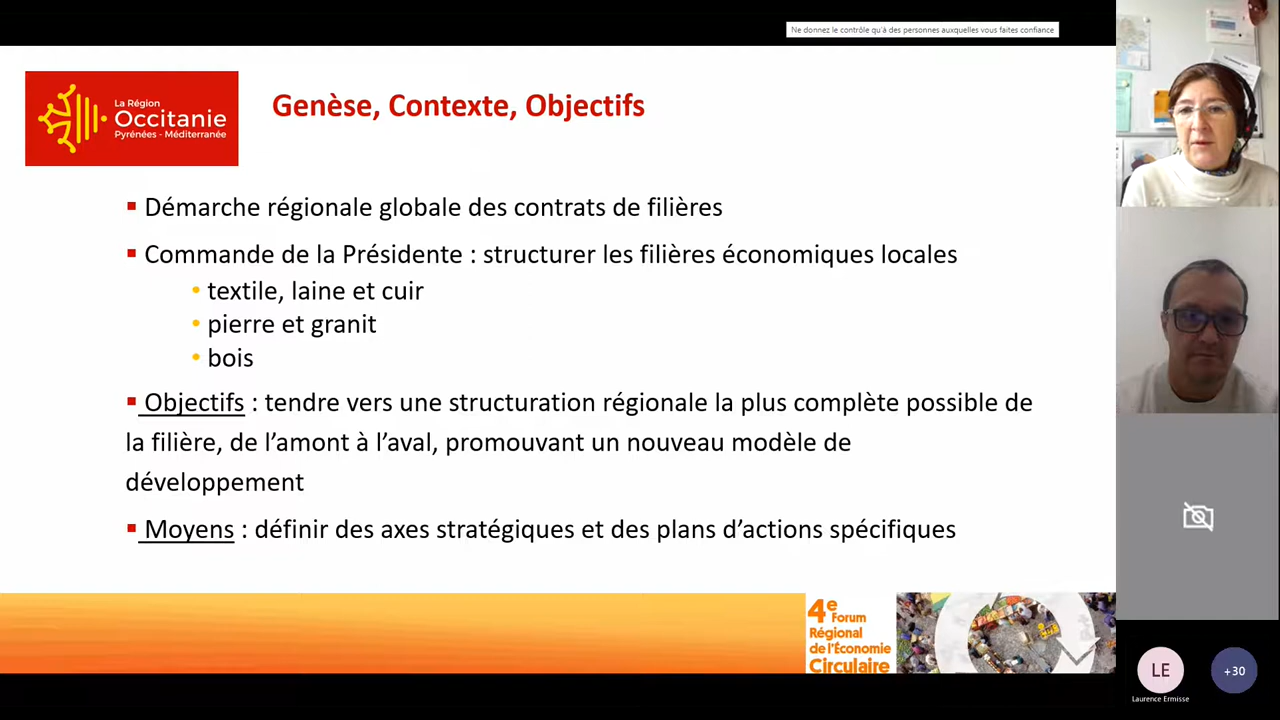 Ne donnez le contrôle qu'à des personnes auxquelles vous faites confiance
La Région
Occitanie
Pyrénées - Méditerranée
Genèse, Contexte, Objectifs
Démarche régionale globale des contrats de filières
Commande de la Présidente : structurer les filières économiques locales
textile, laine et cuir
pierre et granit
bois
Objectifs : tendre vers une structuration régionale la plus complète possible de
la filière, de l’amont à l’aval, promouvant un nouveau modèle de
développement
Moyens : définir des axes stratégiques et des plans d’actions spécifiques
4e Forum
Régional
de l'Économie
Circulaire
LE
Laurence Ermisse
+30